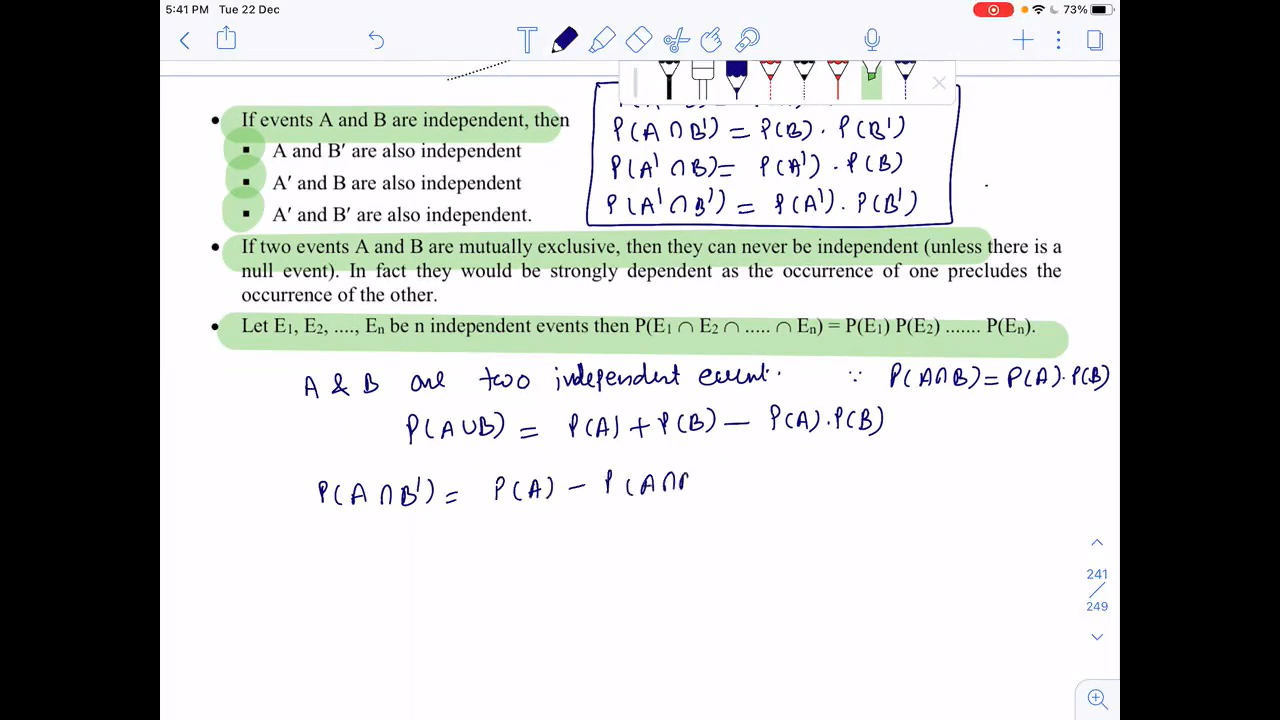 5:41 PM Tue 22 Dec
73%
If events A and B are independent, then
A and B′ are also independent
A′ and B are also independent
A′ and B′ are also independent.
P(A ∩ B') = P(B) . P(B')
P(A' ∩ B) = P(A') . P(B)
P(A' ∩ B') = P(A') . P(B')
If two events A and B are mutually exclusive, then they can never be independent (unless there is a
null event). In fact they would be strongly dependent as the occurrence of one precludes the
occurrence of the other.
Let E₁, E₂, ...., Eₙ be n independent events then P(E₁ ∩ E₂ ∩ ..... ∩ Eₙ) = P(E₁) P(E₂) ....... P(Eₙ).
A & B are two independent event. ∵ P(A∩B) = P(A).P(B)
P(A∪B) = P(A) + P(B) − P(A).P(B)
P(A ∩ B') = P(A) − P(A∩
241
249